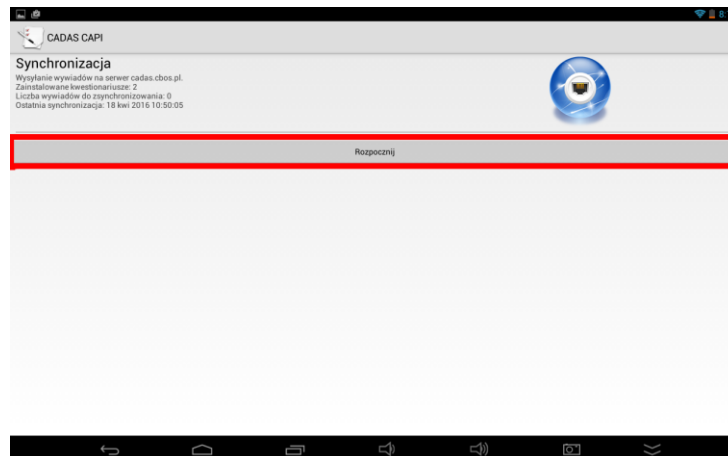 8
CADAS CAPI
Synchronizacja
Wysyłanie wywiadów na serwer cadas.cbos.pl.
Zainstalowane kwestionariusze: 2
Liczba wywiadów do zsynchronizowania: 0
Ostatnia synchronizacja: 18 kwi 2016 10:50:05
Rozpocznij